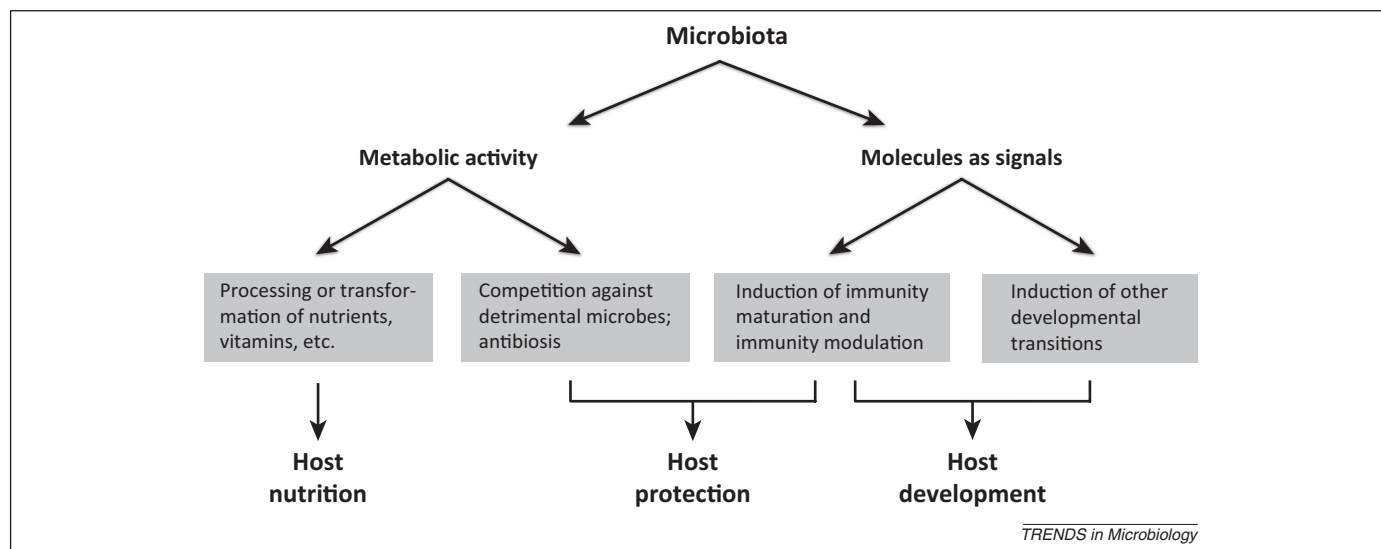 Microbiota
Metabolic activity
Molecules as signals
Processing or transfor-
mation of nutrients,
vitamins, etc.
Competition against
detrimental microbes;
antibiosis
Induction of immunity
maturation and
immunity modulation
Induction of other
developmental
transitions
Host
nutrition
Host
protection
Host
development
TRENDS in Microbiology